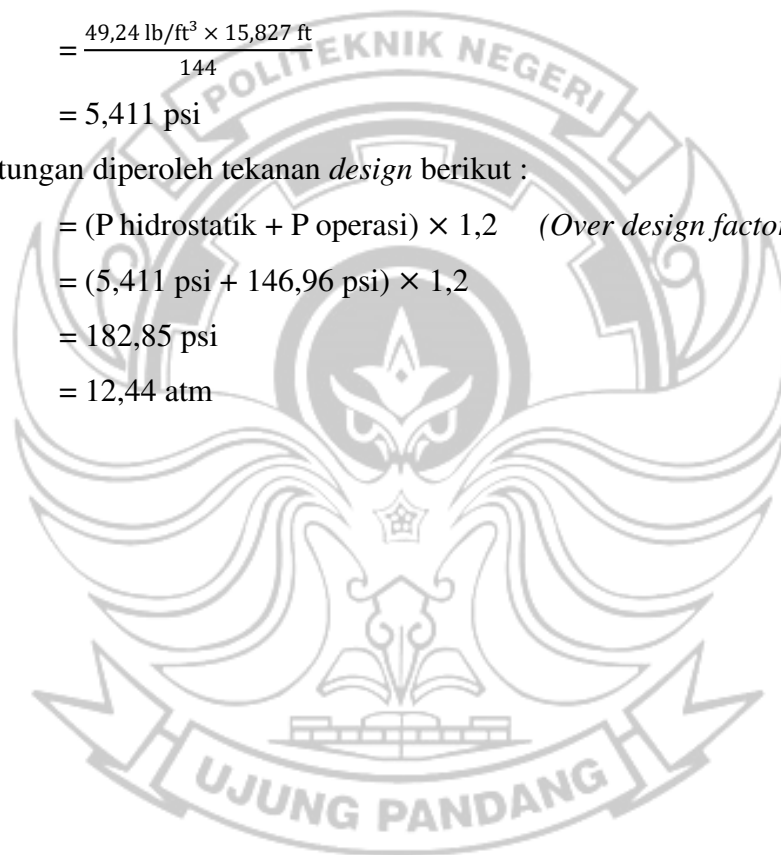 = 49,24 lb/ft³ × 15,827 ft
144
= 5,411 psi
tungan diperoleh tekanan design berikut :
= (P hidrostatik + P operasi) × 1,2 (Over design factor
= (5,411 psi + 146,96 psi) × 1,2
= 182,85 psi
= 12,44 atm
POLITEKNIK NEGERI
UJUNG PANDANG